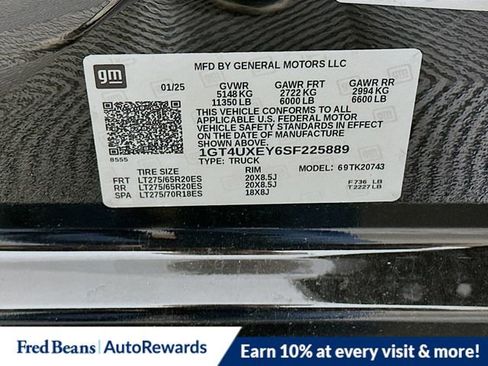 gm
MFD BY GENERAL MOTORS LLC
01/25 GVWR GAWR FRT GAWR RR
5148 KG 2722 KG 2994 KG
11350 LB 6000 LB 6600 LB
THIS VEHICLE CONFORMS TO ALL
APPLICABLE U.S. FEDERAL MOTOR
VEHICLE SAFETY STANDARDS IN EFFECT
ON THE DATE OF MANUFACTURE
SHOWN ABOVE.
1GT4UXEY6SF225889
TYPE: TRUCK
8555
TIRE SIZE RIM 69TK20743
FRT LT275/65R20ES 20X8.5J F 736 LB
RR LT275/65R20ES 20X8.5J T 2227 LB
SPA LT275/70R18ES 18X8J
Fred Beans | AutoRewards
Earn 10% at every visit & more!